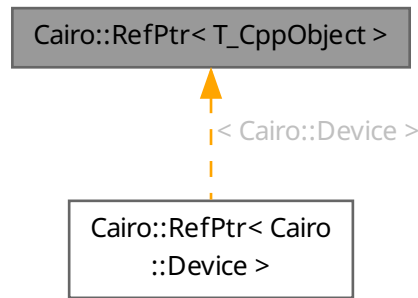 Cairo::RefPtr< T_CppObject >
< Cairo::Device >
Cairo::RefPtr< Cairo
::Device >